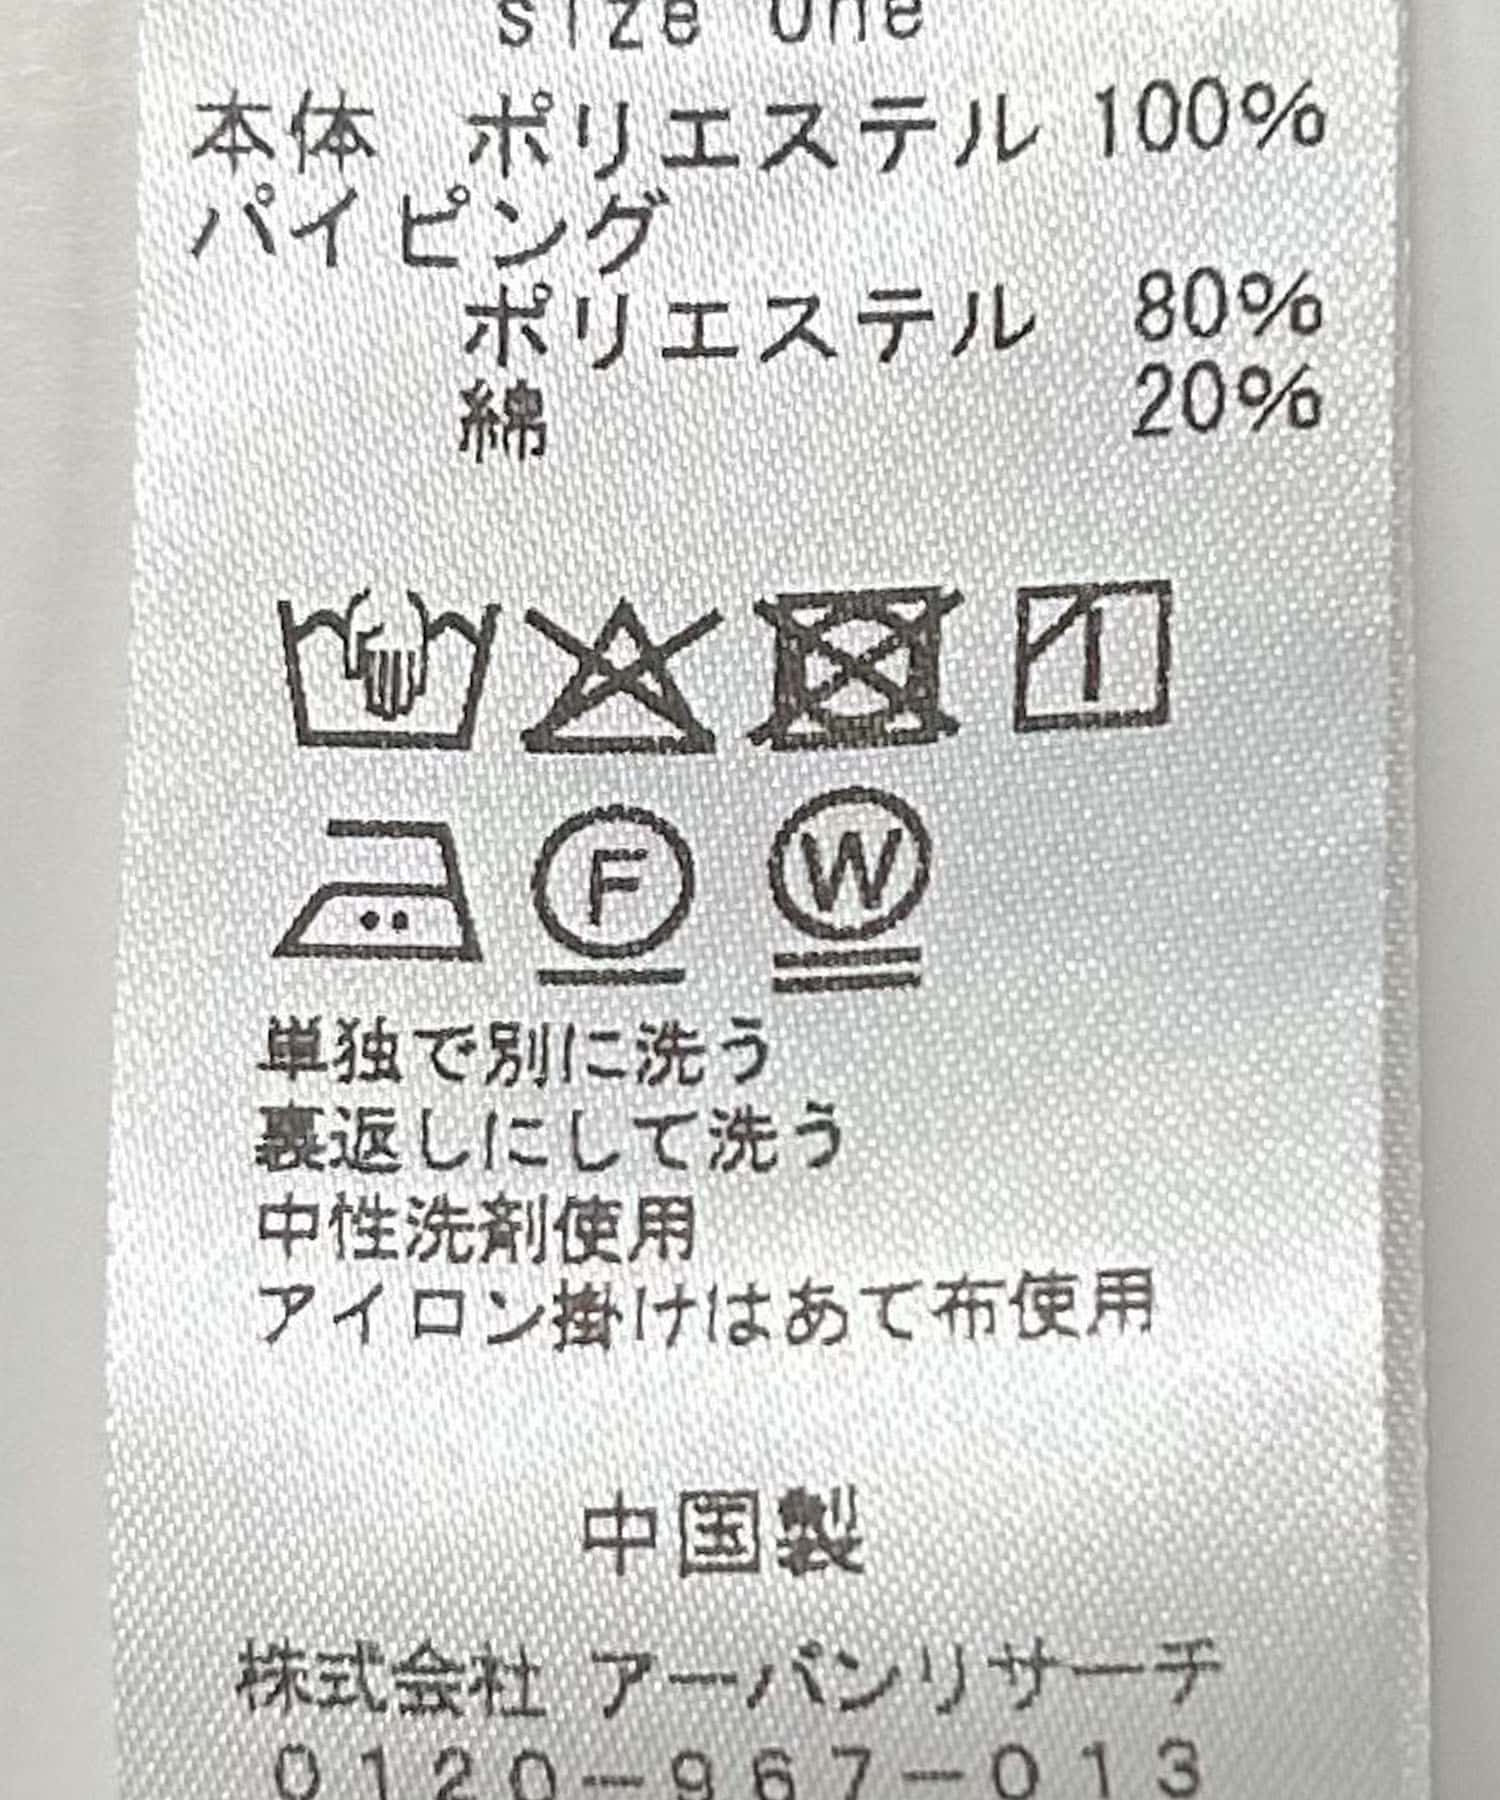 size one
本体 ポリエステル 100%
パイピング
ポリエステル 80%
綿 20%
F W
単独で別に洗う
裏返しにして洗う
中性洗剤使用
アイロン掛けはあて布使用
中国製
株式会社 アーバンリサーチ
0120-967-013